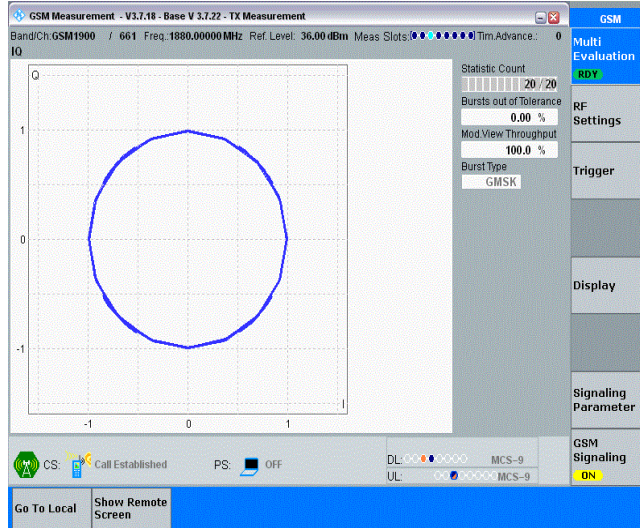 GSM Measurement - V3.7.18 - Base V 3.7.22 - TX Measurement
GSM
Band/Ch:GSM1900 / 661 Freq.:1880.00000 MHz Ref. Level: 36.00 dBm Meas Slots: Tim.Advance.: 0
IQ
Multi
Evaluation
RDY
Q
Statistic Count
20 / 20
Bursts out of Tolerance
0.00 %
Mod.View Throughput
100.0 %
Burst Type
GMSK
RF
Settings
Trigger
Display
1
0
-1
I
-1 0 1
Signaling
Parameter
GSM
Signaling
ON
CS: Call Established PS: OFF
DL: MCS-9
UL: MCS-9
Go To Local
Show Remote
Screen